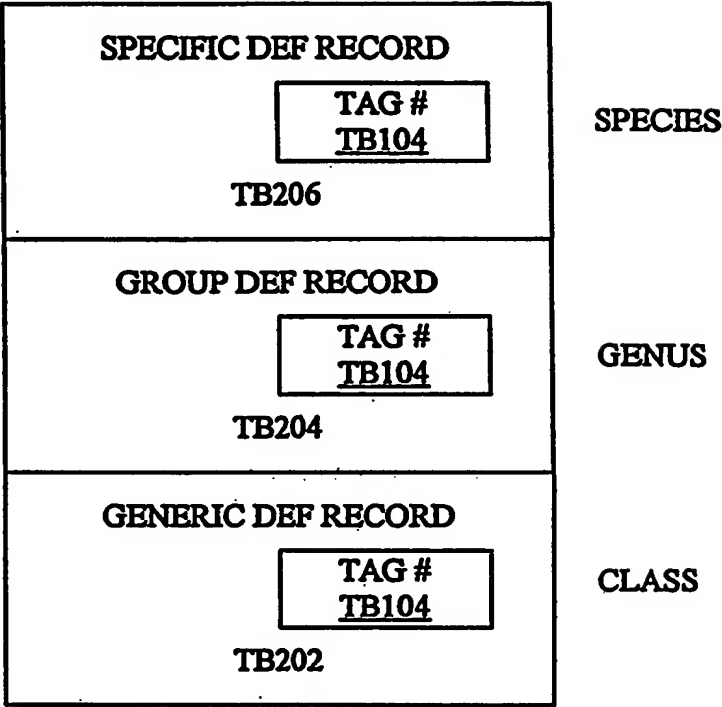 SPECIFIC DEF RECORD
TAG #
TB104
TB206
SPECIES
GROUP DEF RECORD
TAG #
TB104
TB204
GENUS
GENERIC DEF RECORD
TAG #
TB104
TB202
CLASS